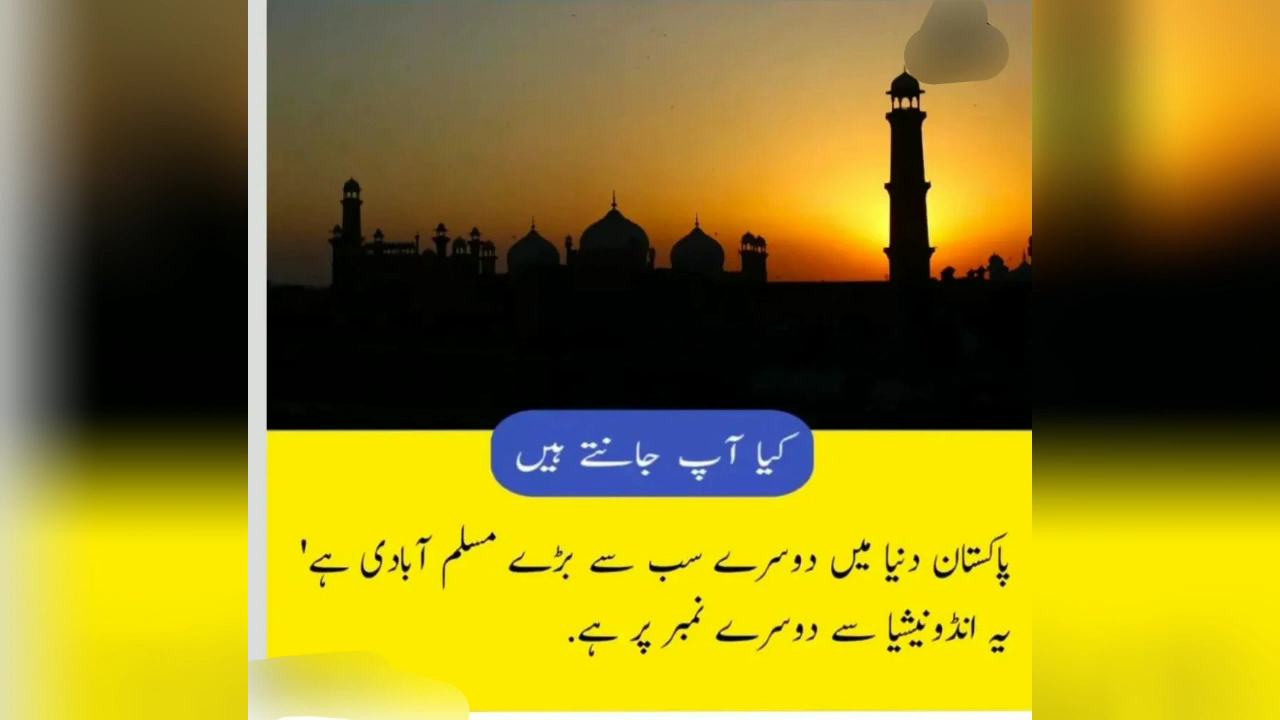 کیا آپ جانتے ہیں
پاکستان دنیا میں دوسرے سب سے بڑے مسلم آبادی ہے'
یہ انڈونیشیا سے دوسرے نمبر پر ہے.